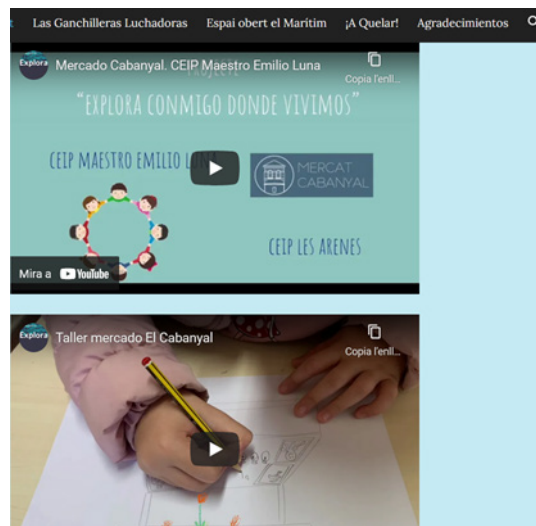 t Las Ganchilleras Luchadoras Espai obert el Marítim ¡A Quelar! Agradecimientos
Explora Mercado Cabanyal. CEIP Maestro Emilio Luna
Copia l'enll...
PROJECTE
"EXPLORA CONMIGO DONDE VIVIMOS"
CEIP MAESTRO EMILIO LUNA
MERCAT
CABANYAL
CEIP LES ARENES
Mira a YouTube
Explora Taller mercado El Cabanyal
Copia l'enll...